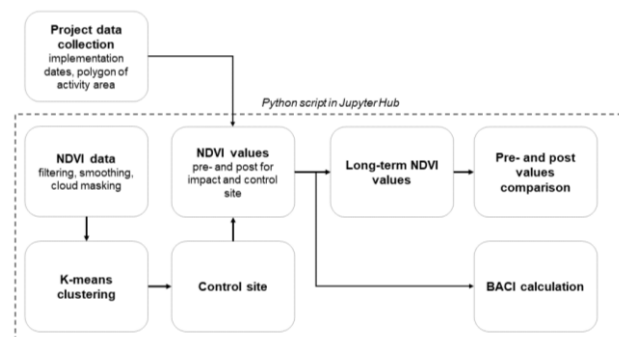 Project data
collection
implementation
dates, polygon of
activity area
Python script in Jupyter Hub
NDVI data
filtering, smoothing,
cloud masking
NDVI values
pre- and post for
impact and control
site
Long-term NDVI
values
Pre- and post
values
comparison
K-means
clustering
Control site
BACI calculation